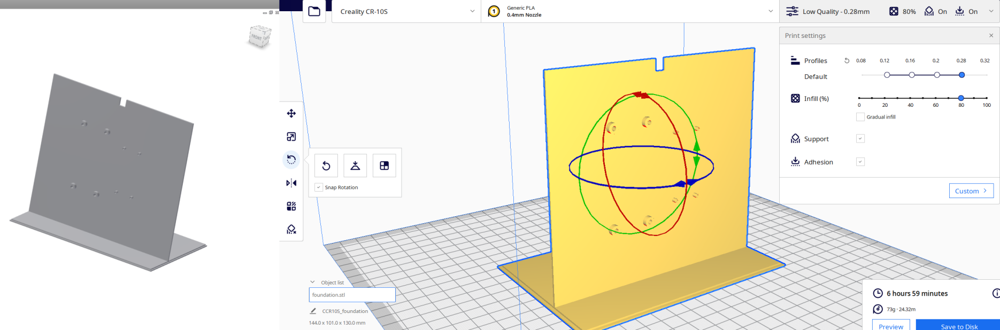 FRONT
Creality CR-10S
1
Generic PLA
0.4mm Nozzle
Low Quality - 0.28mm
80%
On
On
Print settings
Profiles
0.08 0.12 0.16 0.2 0.28 0.32
Default
Infill (%)
0 20 40 60 80 100
Gradual infill
Support
Adhesion
Custom
Snap Rotation
Object list
foundation.stl
CCR10S_foundation
144.0 x 101.0 x 130.0 mm
6 hours 59 minutes
73g · 24.32m
Preview
Save to Disk